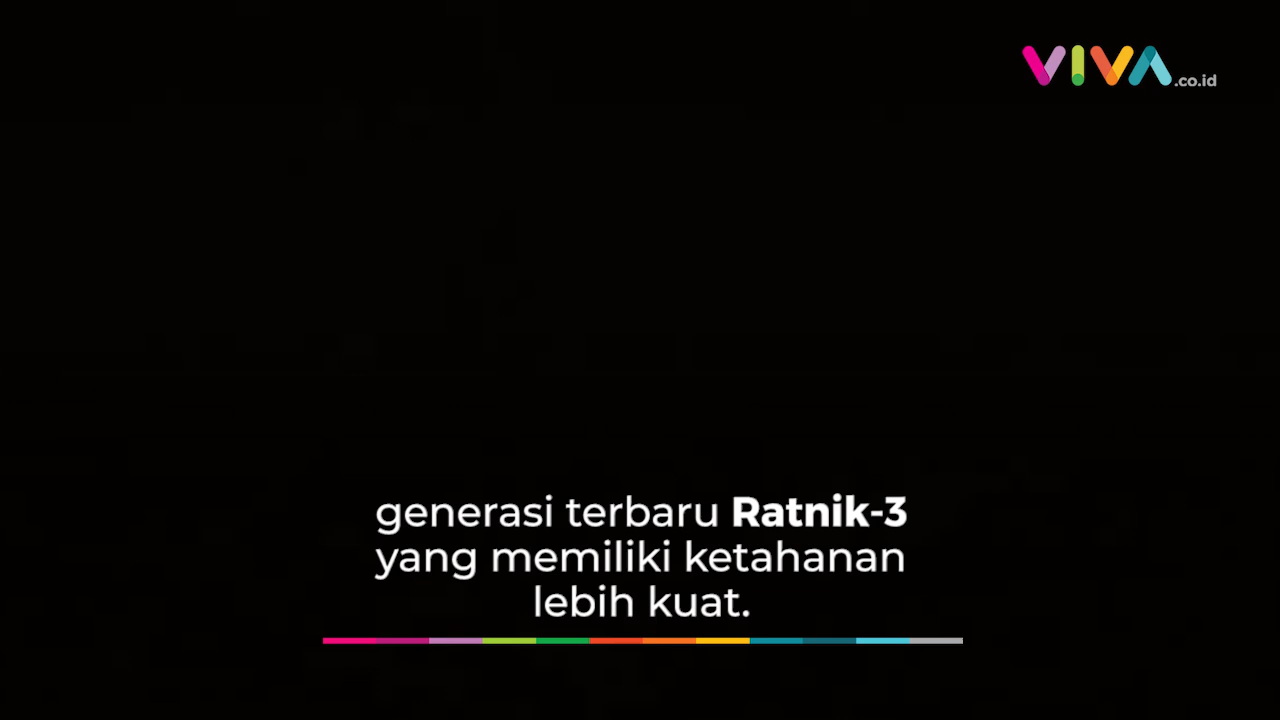 VIVA.co.id
generasi terbaru Ratnik-3
yang memiliki ketahanan
lebih kuat.